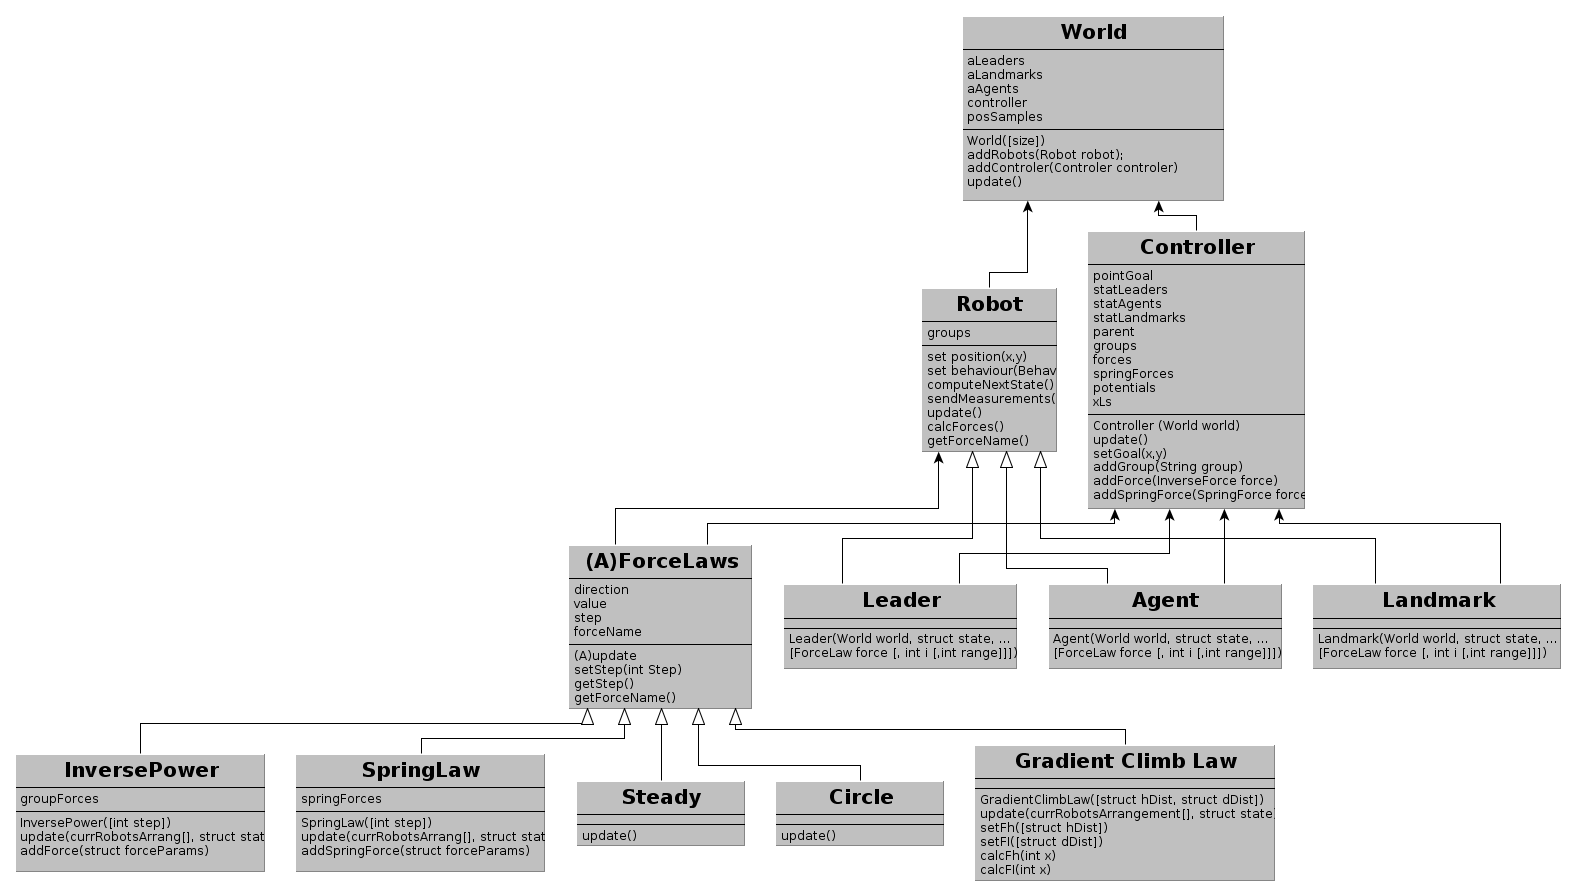 World
aLeaders
aLandmarks
aAgents
controller
posSamples
World([size])
addRobots(Robot robot);
addControler(Controler controler)
update()
Controller
pointGoal
statLeaders
statAgents
statLandmarks
parent
groups
forces
springForces
potentials
xLs
Controller (World world)
update()
setGoal(x,y)
addGroup(String group)
addForce(InverseForce force)
addSpringForce(SpringForce force
Robot
groups
set position(x,y)
set behaviour(Behav
computeNextState()
sendMeasurements(
update()
calcForces()
getForceName()
(A)ForceLaws
direction
value
step
forceName
(A)update
setStep(int Step)
getStep()
getForceName()
Leader
Leader(World world, struct state, ...
[ForceLaw force [, int i [,int range]]])
Agent
Agent(World world, struct state, ...
[ForceLaw force [, int i [,int range]]])
Landmark
Landmark(World world, struct state, ...
[ForceLaw force [, int i [,int range]]])
InversePower
groupForces
InversePower([int step])
update(currRobotsArrang[], struct stat
addForce(struct forceParams)
SpringLaw
springForces
SpringLaw([int step])
update(currRobotsArrang[], struct stat
addSpringForce(struct forceParams)
Steady
update()
Circle
update()
Gradient Climb Law
GradientClimbLaw([struct hDist, struct dDist])
update(currRobotsArrangement[], struct state
setFh([struct hDist])
setFI([struct dDist])
calcFh(int x)
calcFI(int x)